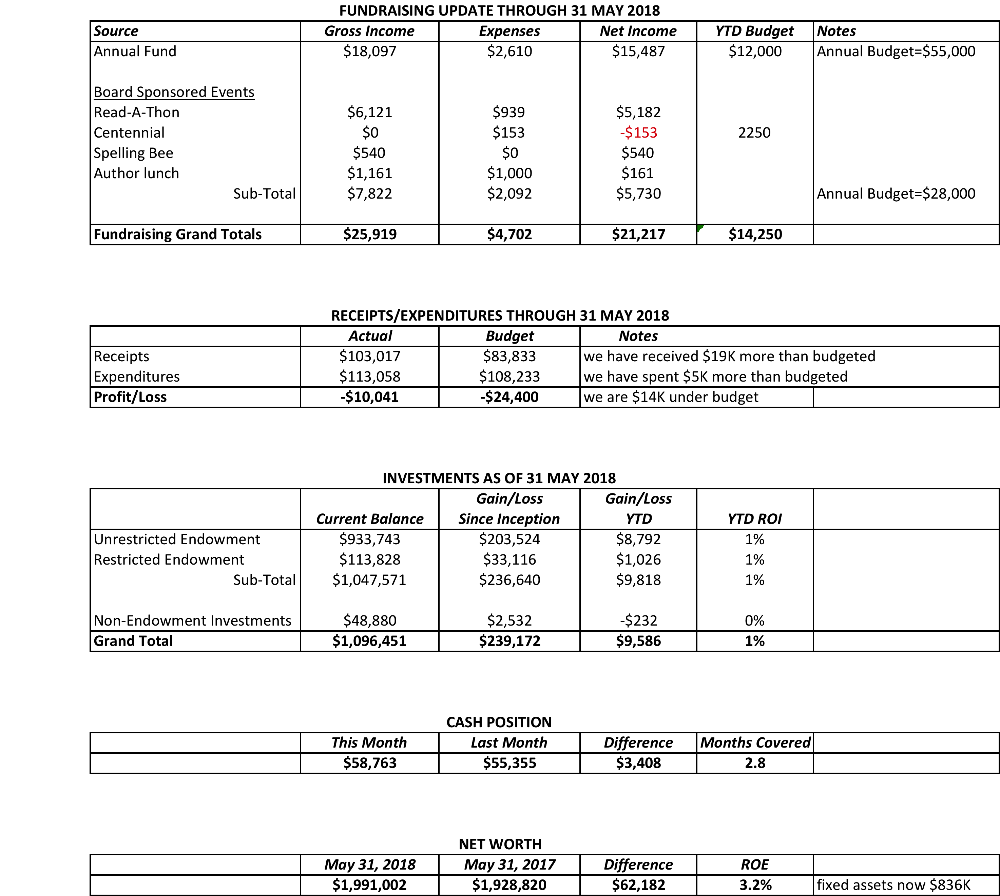 FUNDRAISING UPDATE THROUGH 31 MAY 2018
Source Gross Income Expenses Net Income YTD Budget Notes
Annual Fund $18,097 $2,610 $15,487 $12,000 Annual Budget=$55,000
Board Sponsored Events
Read-A-Thon $6,121 $939 $5,182
Centennial $0 $153 -$153 2250
Spelling Bee $540 $0 $540
Author lunch $1,161 $1,000 $161
Sub-Total $7,822 $2,092 $5,730 Annual Budget=$28,000
Fundraising Grand Totals $25,919 $4,702 $21,217 $14,250
RECEIPTS/EXPENDITURES THROUGH 31 MAY 2018
Actual Budget Notes
Receipts $103,017 $83,833 we have received $19K more than budgeted
Expenditures $113,058 $108,233 we have spent $5K more than budgeted
Profit/Loss -$10,041 -$24,400 we are $14K under budget
INVESTMENTS AS OF 31 MAY 2018
Gain/Loss Gain/Loss
Current Balance Since Inception YTD YTD ROI
Unrestricted Endowment $933,743 $203,524 $8,792 1%
Restricted Endowment $113,828 $33,116 $1,026 1%
Sub-Total $1,047,571 $236,640 $9,818 1%
Non-Endowment Investments $48,880 $2,532 -$232 0%
Grand Total $1,096,451 $239,172 $9,586 1%
CASH POSITION
This Month Last Month Difference Months Covered
$58,763 $55,355 $3,408 2.8
NET WORTH
May 31, 2018 May 31, 2017 Difference ROE
$1,991,002 $1,928,820 $62,182 3.2% fixed assets now $836K